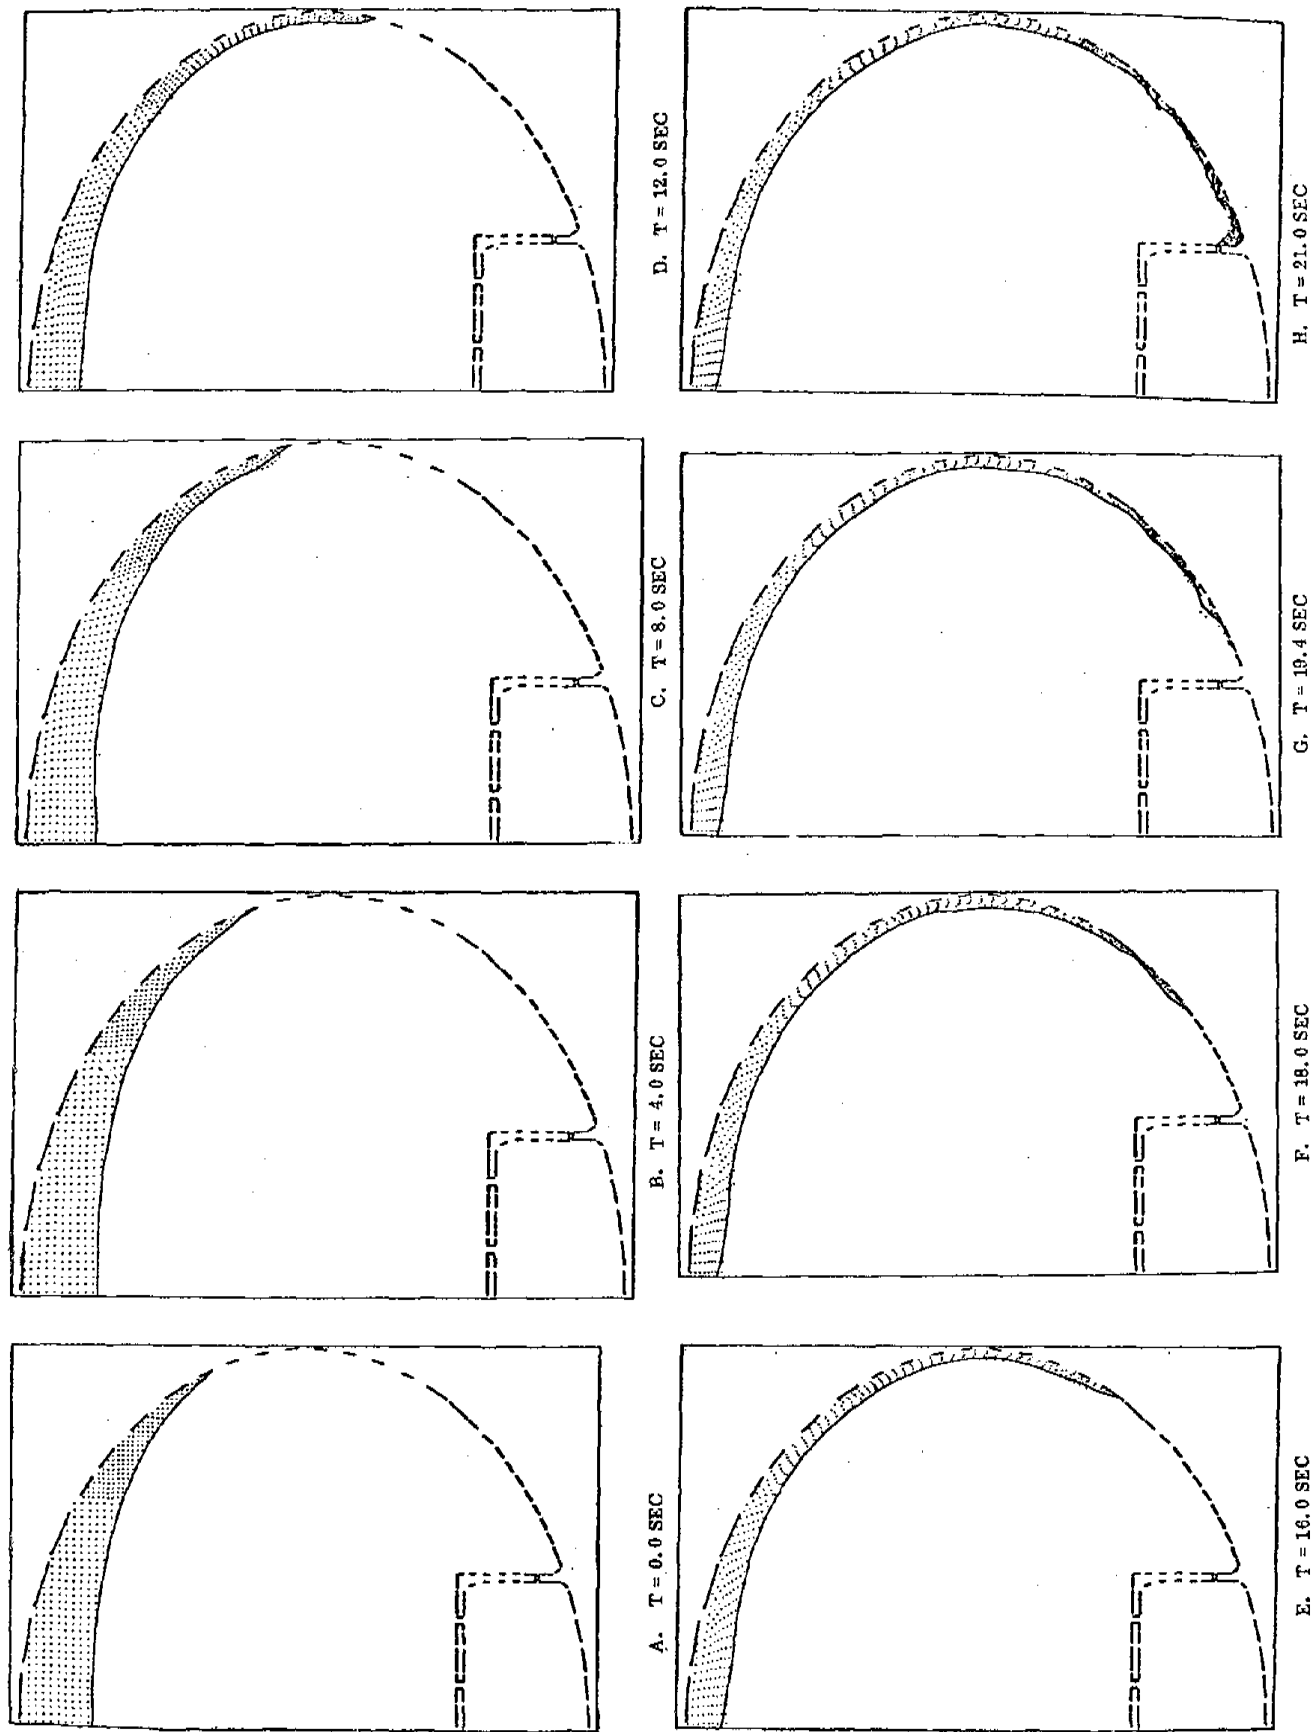 A. T = 0.0 SEC
B. T = 4.0 SEC
C. T = 8.0 SEC
D. T = 12.0 SEC
E. T = 16.0 SEC
F. T = 18.0 SEC
G. T = 19.4 SEC
H. T = 21.0 SEC